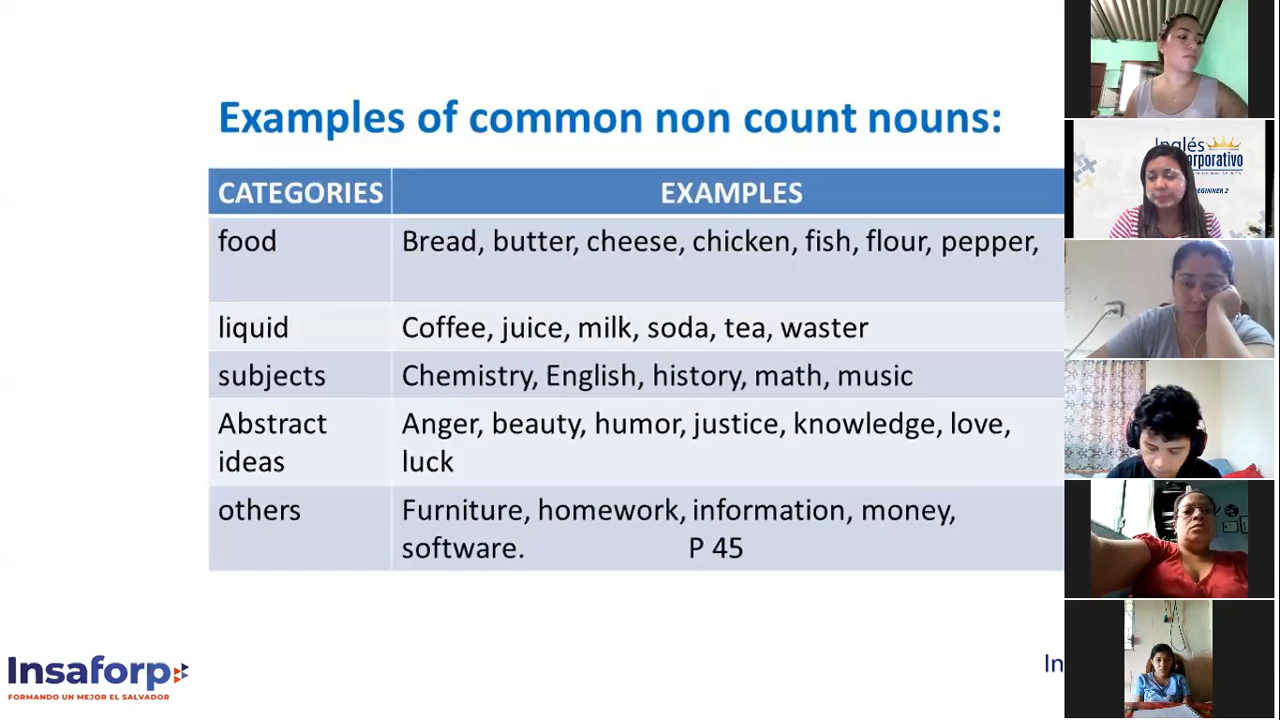 Examples of common non count nouns:
CATEGORIES EXAMPLES
food Bread, butter, cheese, chicken, fish, flour, pepper,
liquid Coffee, juice, milk, soda, tea, waster
subjects Chemistry, English, history, math, music
Abstract ideas Anger, beauty, humor, justice, knowledge, love,
luck
others Furniture, homework, information, money,
software. P 45
Insaforp
FORMANDO UN MEJOR EL SALVADOR
In
Inglés
orporativo
EGINNER 2